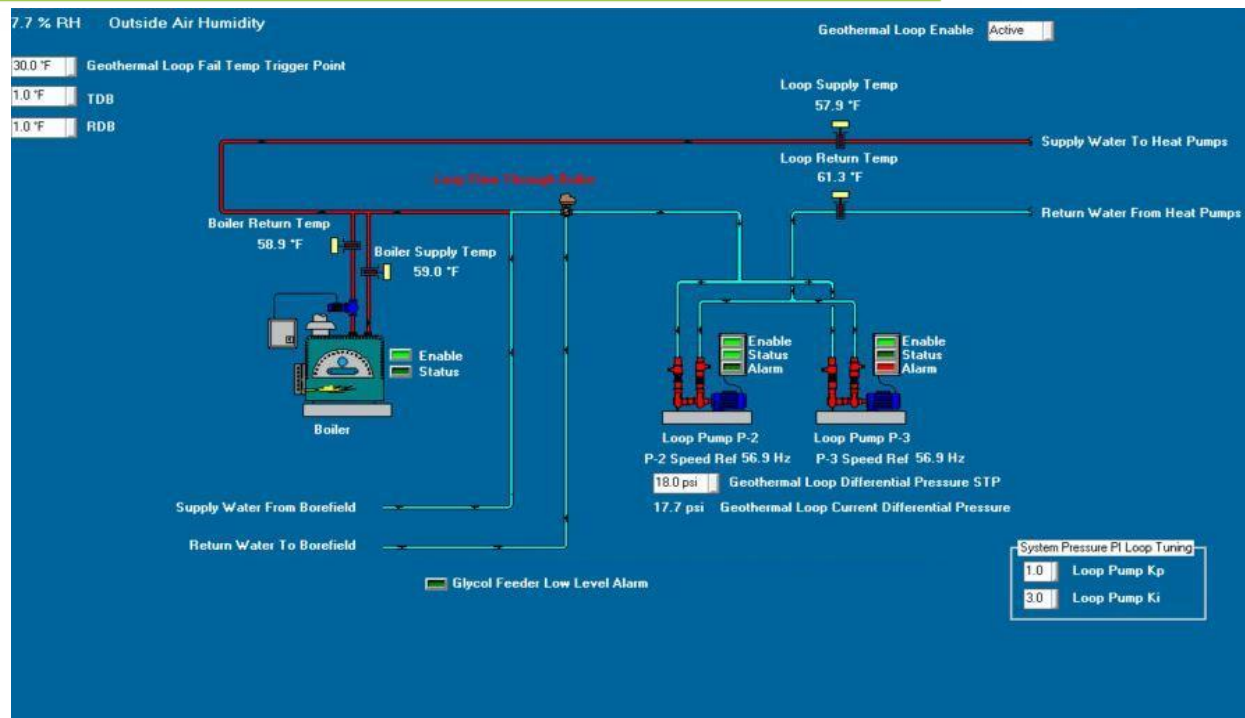 7.7 % RH Outside Air Humidity
Geothermal Loop Enable Active
30.0 °F Geothermal Loop Fail Temp Trigger Point
1.0 °F TDB
1.0 °F RDB
Loop Supply Temp
57.9 °F
Supply Water To Heat Pumps
Loop Return Temp
61.3 °F
Loop Flow Through Boiler
Return Water From Heat Pumps
Boiler Return Temp
58.9 °F
Boiler Supply Temp
59.0 °F
Enable
Status
Boiler
Enable
Status
Alarm
Enable
Status
Alarm
Loop Pump P-2
Loop Pump P-3
P-2 Speed Ref 56.9 Hz
P-3 Speed Ref 56.9 Hz
18.0 psi Geothermal Loop Differential Pressure STP
17.7 psi Geothermal Loop Current Differential Pressure
Supply Water From Borefield
Return Water To Borefield
Glycol Feeder Low Level Alarm
System Pressure PI Loop Tuning
1.0 Loop Pump Kp
3.0 Loop Pump Ki